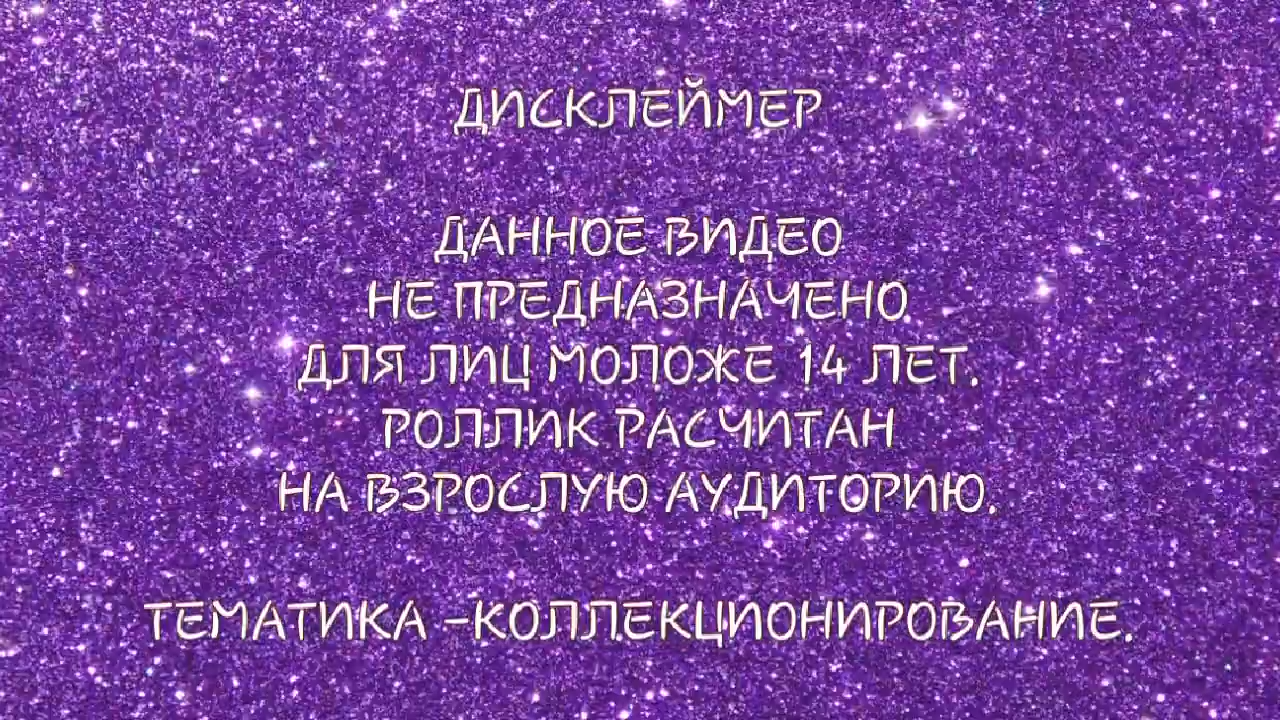 ДИСКЛЕЙМЕР
ДАННОЕ ВИДЕО
НЕ ПРЕДНАЗНАЧЕНО
ДЛЯ ЛИЦ МОЛОЖЕ 14 ЛЕТ.
РОЛЛИК РАСЧИТАН
НА ВЗРОСЛУЮ АУДИТОРИЮ.
ТЕМАТИКА -КОЛЛЕКЦИОНИРОВАНИЕ.